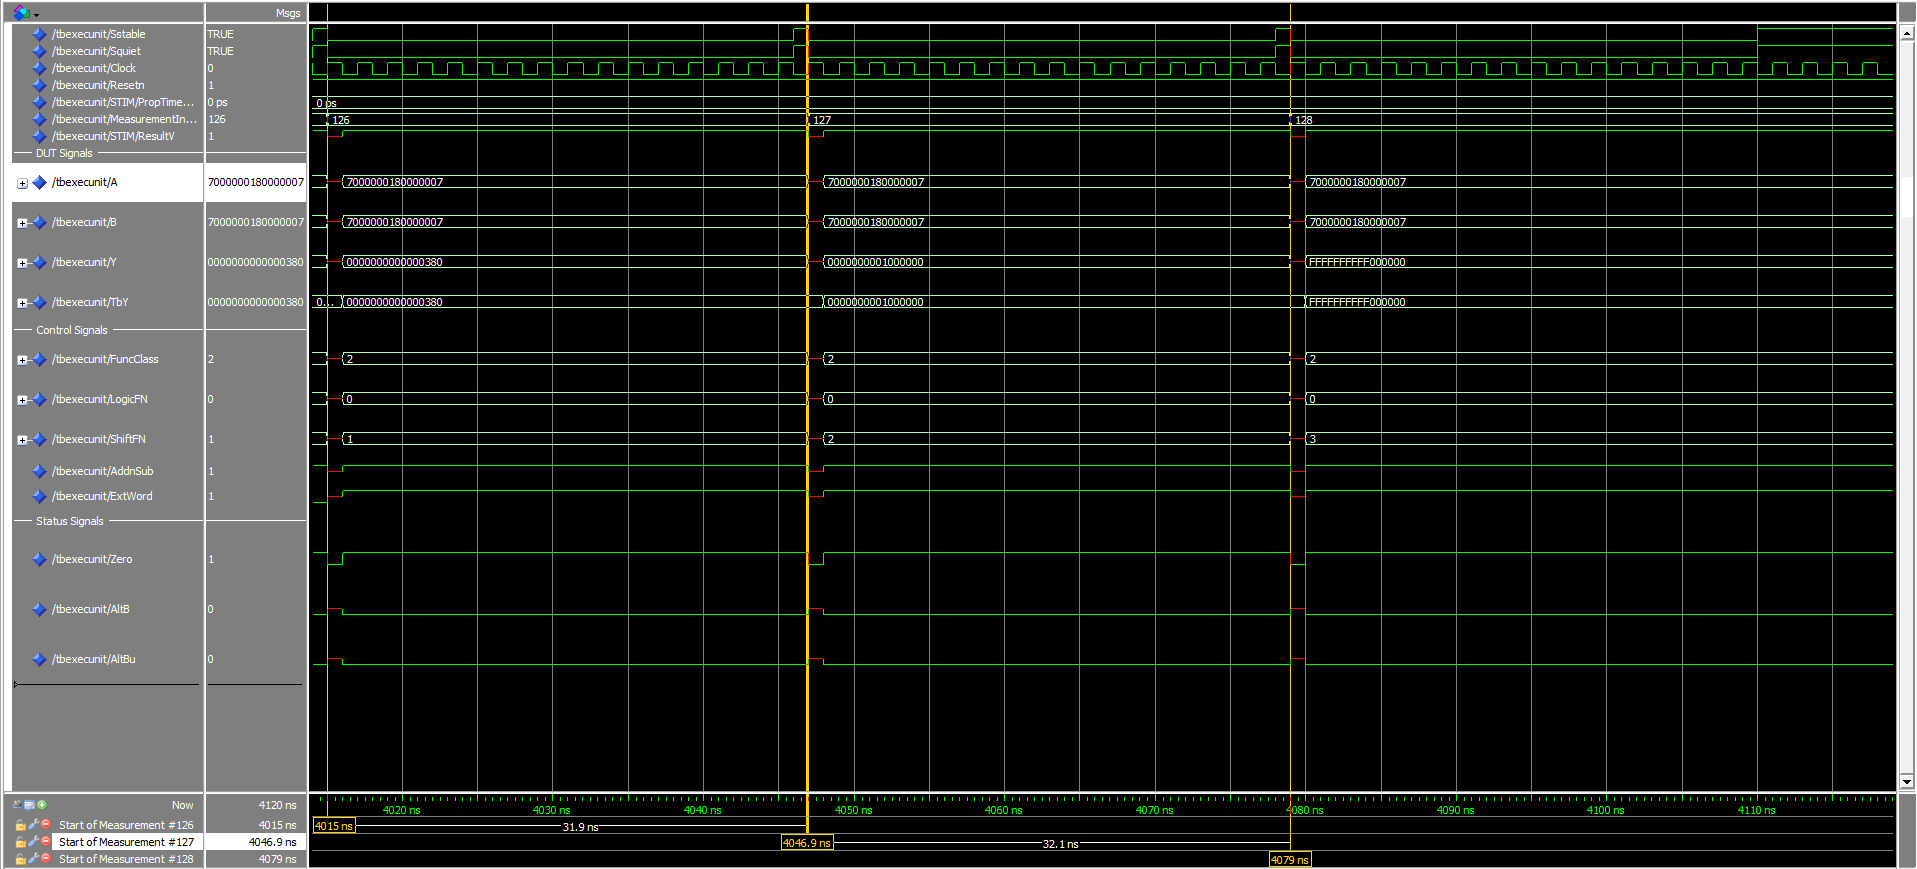 Msgs
/tbexecunit/Sstable TRUE
/tbexecunit/Squiet TRUE
/tbexecunit/Clock 0
/tbexecunit/Resetn 1
/tbexecunit/STIM/PropTime... 0 ps 0 ps
/tbexecunit/MeasurementIn... 126 126 127 128
/tbexecunit/STIM/ResultV 1
DUT Signals
/tbexecunit/A 7000000180000007 7000000180000007 7000000180000007 7000000180000007
/tbexecunit/B 7000000180000007 7000000180000007 7000000180000007 7000000180000007
/tbexecunit/Y 0000000000000380 0000000000000380 0000000001000000 FFFFFFFFFF000000
/tbexecunit/TbY 0000000000000380 0... 0000000000000380 0000000001000000 FFFFFFFFFF000000
Control Signals
/tbexecunit/FuncClass 2 2 2 2
/tbexecunit/LogicFN 0 0 0 0
/tbexecunit/ShiftFN 1 1 2 3
/tbexecunit/AddnSub 1
/tbexecunit/ExtWord 1
Status Signals
/tbexecunit/Zero 1
/tbexecunit/AltB 0
/tbexecunit/AltBu 0
Now 4120 ns 4020 ns 4030 ns 4040 ns 4050 ns 4060 ns 4070 ns 4080 ns 4090 ns 4100 ns 4110 ns
Start of Measurement #126 4015 ns 4015 ns 31.9 ns
Start of Measurement #127 4046.9 ns 4046.9 ns 32.1 ns
Start of Measurement #128 4079 ns 4079 ns